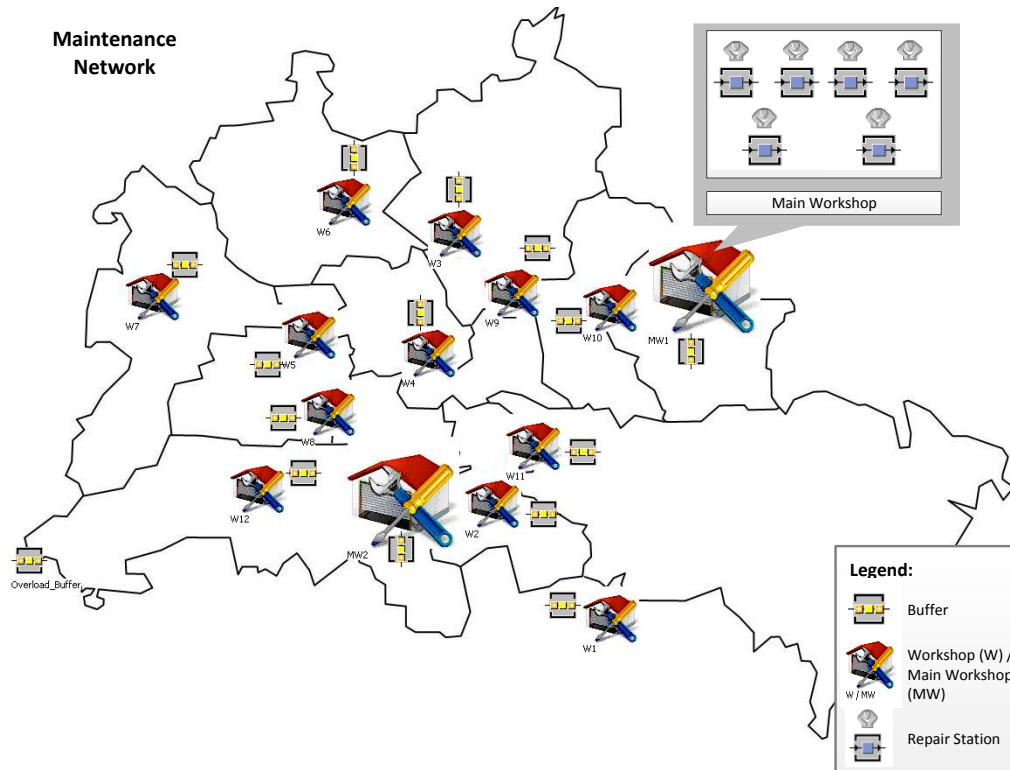 Maintenance
Network
Main Workshop
W6
W3
W7
W9
W10
MW1
W5
W4
W8
W11
W12
W2
MW2
Overload_Buffer
W1
Legend:
Buffer
Workshop (W) /
Main Workshop
(MW)
W / MW
Repair Station